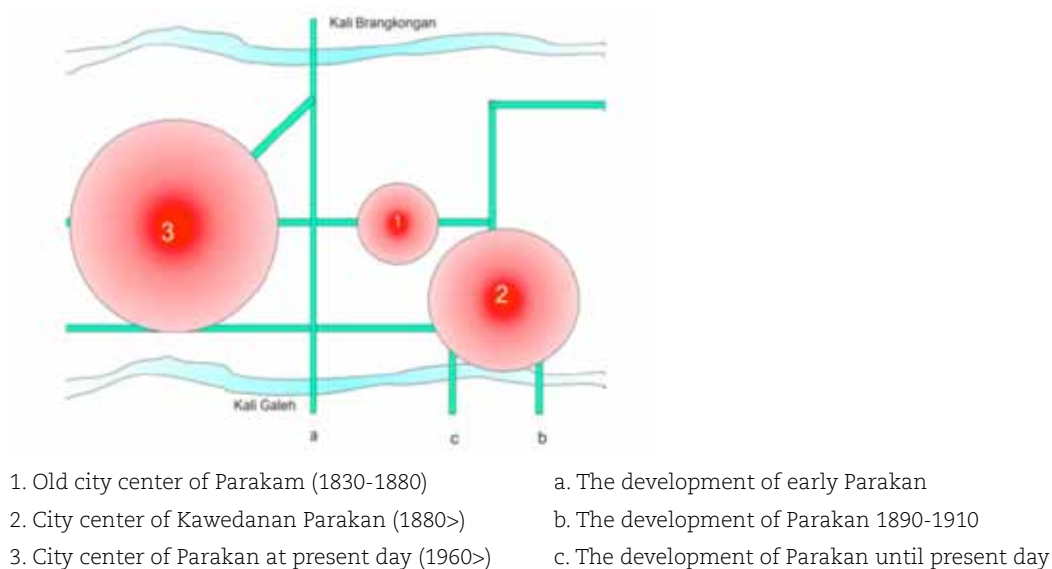 Kali Brangkongan
3
1
2
Kali Galeh
a
c
b
1. Old city center of Parakam (1830-1880)
2. City center of Kawedanan Parakan (1880>)
3. City center of Parakan at present day (1960>)
a. The development of early Parakan
b. The development of Parakan 1890-1910
c. The development of Parakan until present day